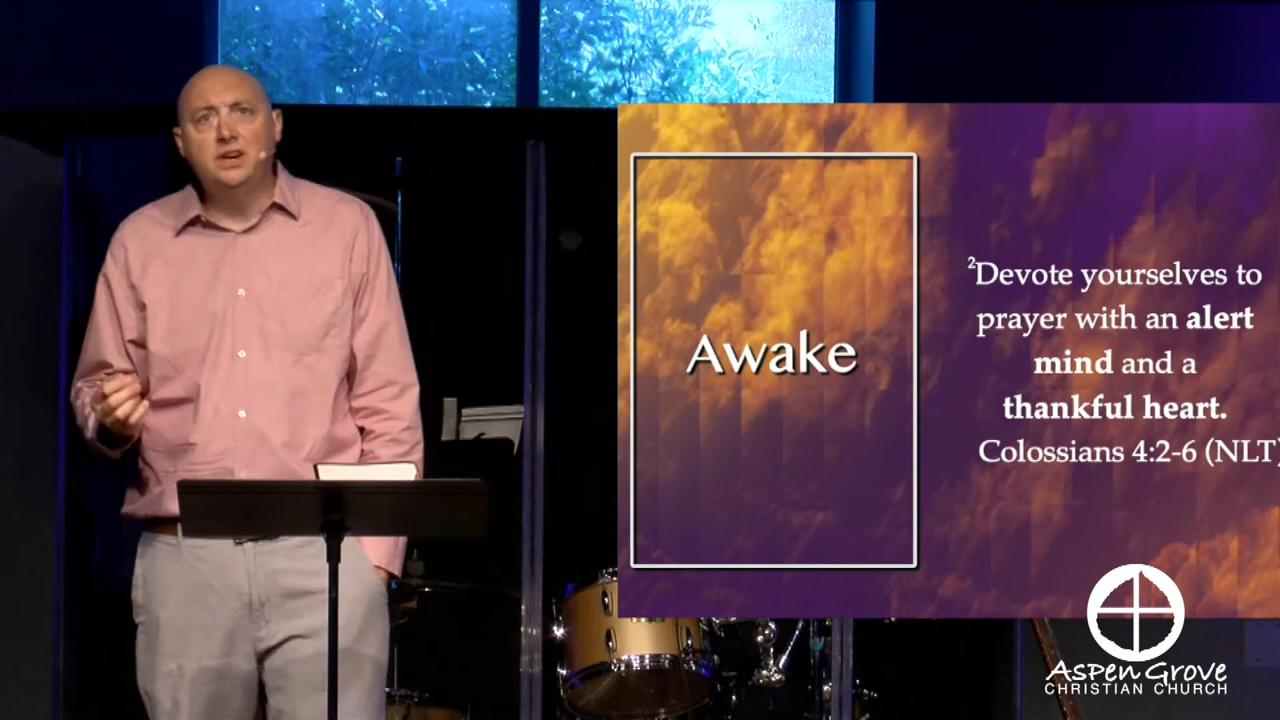 Awake
²Devote yourselves to
prayer with an alert
mind and a
thankful heart.
Colossians 4:2-6 (NLT)
Aspen Grove
CHRISTIAN CHURCH